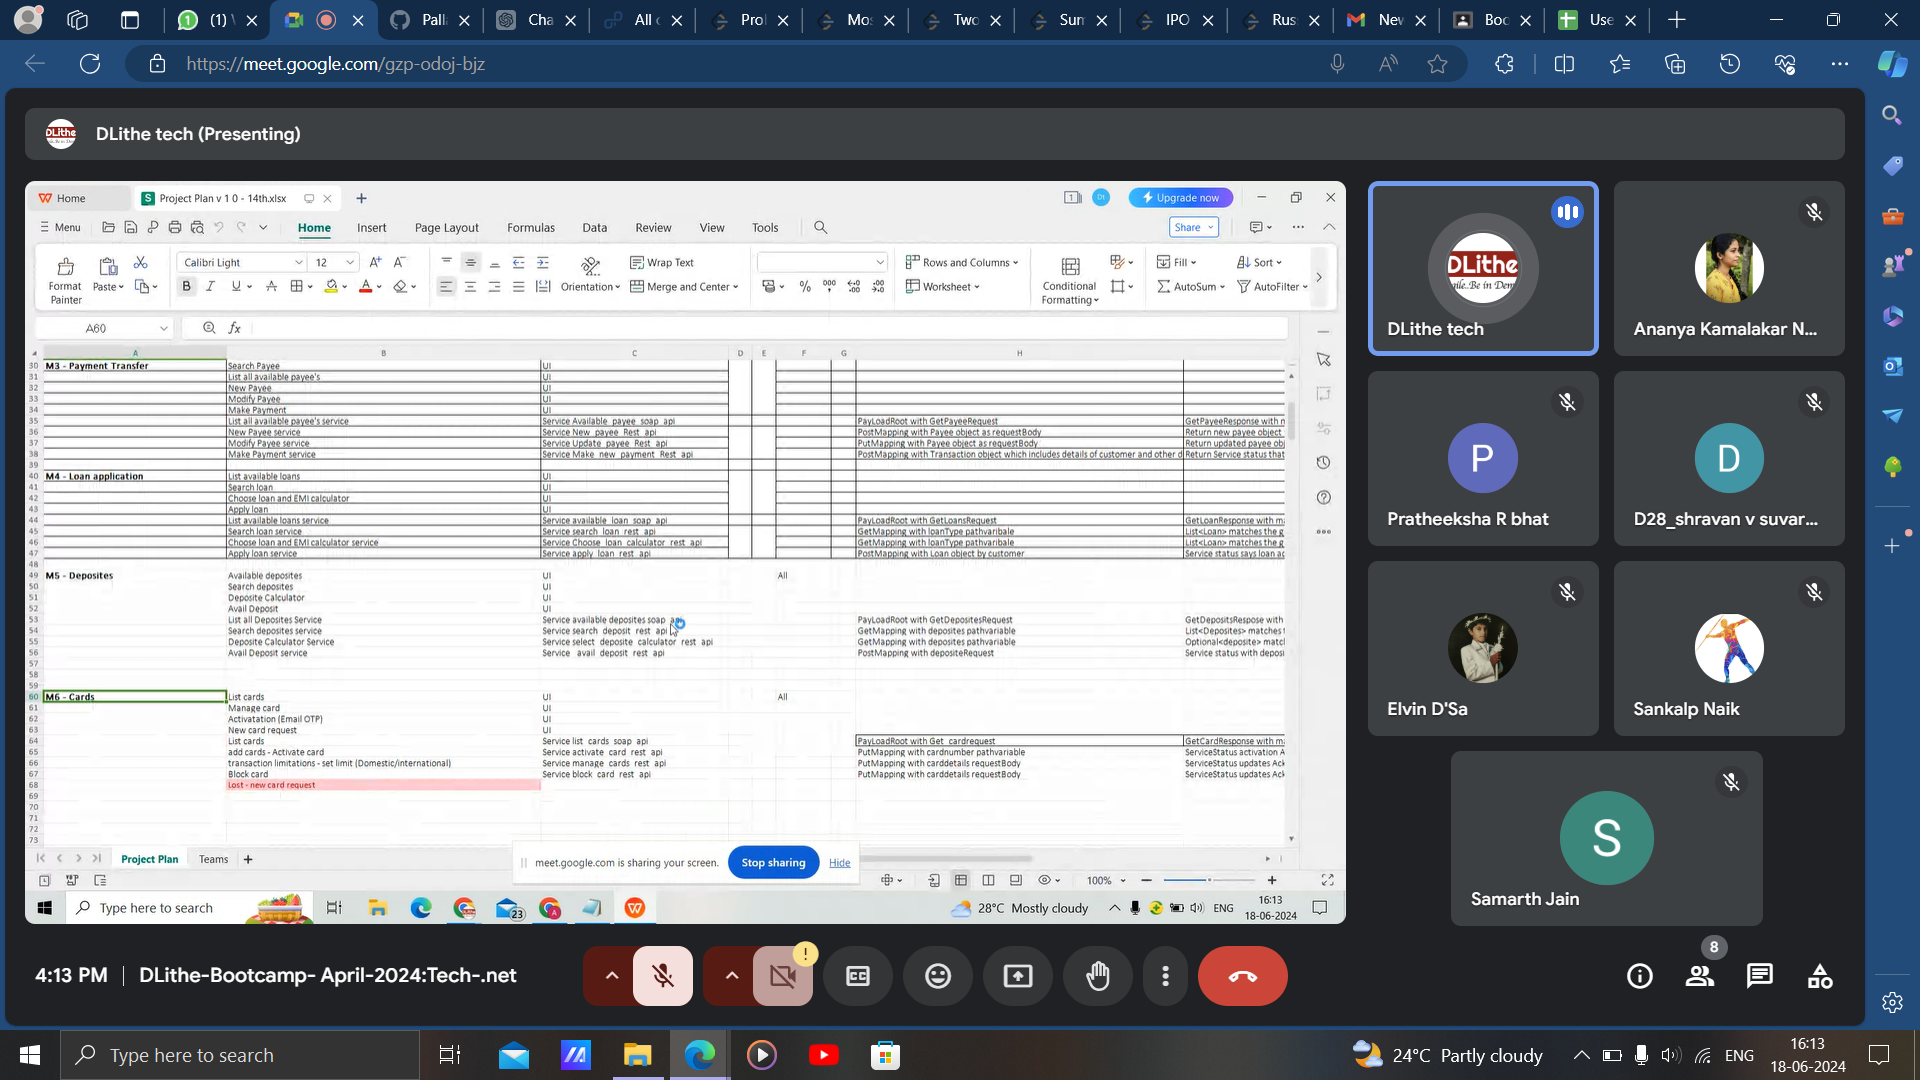 (1)
Palla
Cha
All c
Prol
Mos
Two
Sum
IPO
Rus
New
Boo
Use
https://meet.google.com/gzp-odoj-bjz
DLithe tech (Presenting)
Home
Project Plan v 1 0 - 14th.xlsx
Upgrade now
Menu
Home Insert Page Layout Formulas Data Review View Tools
Share
Format Painter
Paste
Calibri Light
12
Wrap Text
Orientation
Merge and Center
Rows and Columns
Worksheet
Conditional Formatting
Fill
Sort
AutoSum
AutoFilter
A60
fx
A B C D E F G H
30 M3 - Payment Transfer Search Payee UI
31 List all available payee's UI
32 New Payee UI
33 Modify Payee UI
34 Make Payment UI
35 List all available payee's service Service Available payee soap api PayLoadRoot with GetPayeeRequest GetPayeeResponse with m
36 New Payee service Service New payee Rest api PostMapping with Payee object as requestBody Return new payee object
37 Modify Payee service Service Update payee Rest api PutMapping with Payee object as requestBody Return updated payee obj
38 Make Payment service Service Make new payment Rest api PostMapping with Transaction object which includes details of customer and other d Return Service status that
39
40 M4 - Loan application List available loans UI
41 Search loan UI
42 Choose loan and EMI calculator UI
43 Apply loan UI
44 List available loans service Service available loan soap api PayLoadRoot with GetLoansRequest GetLoanResponse with ma
45 Search loan service Service search loan rest api GetMapping with loanType pathvaribale List<Loan> matches the g
46 Choose loan and EMI calculator service Service Choose loan calculator rest api GetMapping with loanType pathvaribale List<Loan> matches the g
47 Apply loan service Service apply loan rest api PostMapping with Loan object by customer Service status says loan ac
48
49 M5 - Deposites Available deposites UI All
50 Search deposites UI
51 Deposite Calculator UI
52 Avail Deposit UI
53 List all Deposites Service Service available deposites soap api PayLoadRoot with GetDepositesRequest GetDepositsRespose with
54 Search deposites service Service search deposit rest api GetMapping with deposites pathvariable List<Deposites> matches t
55 Deposite Calculator Service Service select deposite calculator rest api GetMapping with deposites pathvariable Optional<deposite> matcl
56 Avail Deposit service Service avail deposit rest api PostMapping with depositeRequest Service status with deposi
57
58
59
60 M6 - Cards List cards UI All
61 Manage card UI
62 Activatation (Email OTP) UI
63 New card request UI
64 List cards Service list cards soap api PayLoadRoot with Get cardrequest GetCardResponse with ma
65 add cards - Activate card Service activate card rest api PutMapping with cardnumber pathvariable ServiceStatus activation A
66 transaction limitations - set limit (Domestic/international) Service manage cards rest api PutMapping with carddetails requestBody ServiceStatus updates Ack
67 Block card Service block card rest api PutMapping with carddetails requestBody ServiceStatus updates Ack
68 Lost - new card request
69
70
71
72
73
Project Plan Teams
meet.google.com is sharing your screen. Stop sharing Hide
100%
Type here to search
23
28°C Mostly cloudy
ENG
16:13
18-06-2024
DLithe
DLithe tech
Ananya Kamalakar N...
P
Pratheeksha R bhat
D
D28_shravan v suvar...
Elvin D'Sa
Sankalp Naik
S
Samarth Jain
4:13 PM | DLithe-Bootcamp- April-2024:Tech-.net
8
Type here to search
24°C Partly cloudy
ENG
16:13
18-06-2024